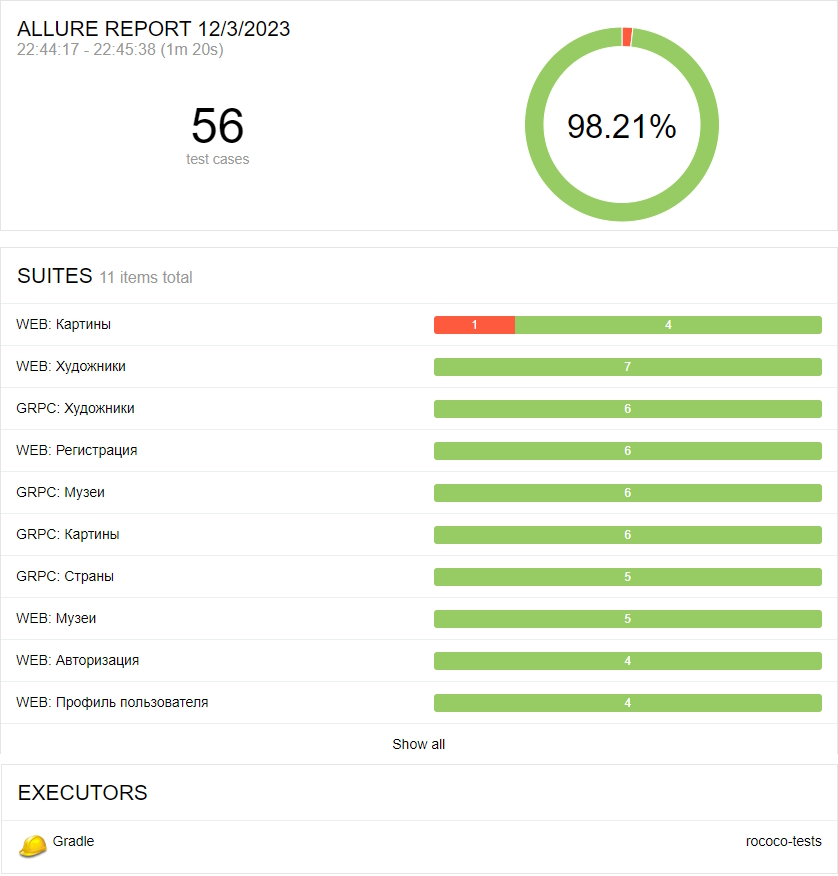 ALLURE REPORT 12/3/2023
22:44:17 - 22:45:38 (1m 20s)
56
test cases
98.21%
SUITES 11 items total
WEB: Картины 1 4
WEB: Художники 7
GRPC: Художники 6
WEB: Регистрация 6
GRPC: Музеи 6
GRPC: Картины 6
GRPC: Страны 5
WEB: Музеи 5
WEB: Авторизация 4
WEB: Профиль пользователя 4
Show all
EXECUTORS
Gradle rococo-tests